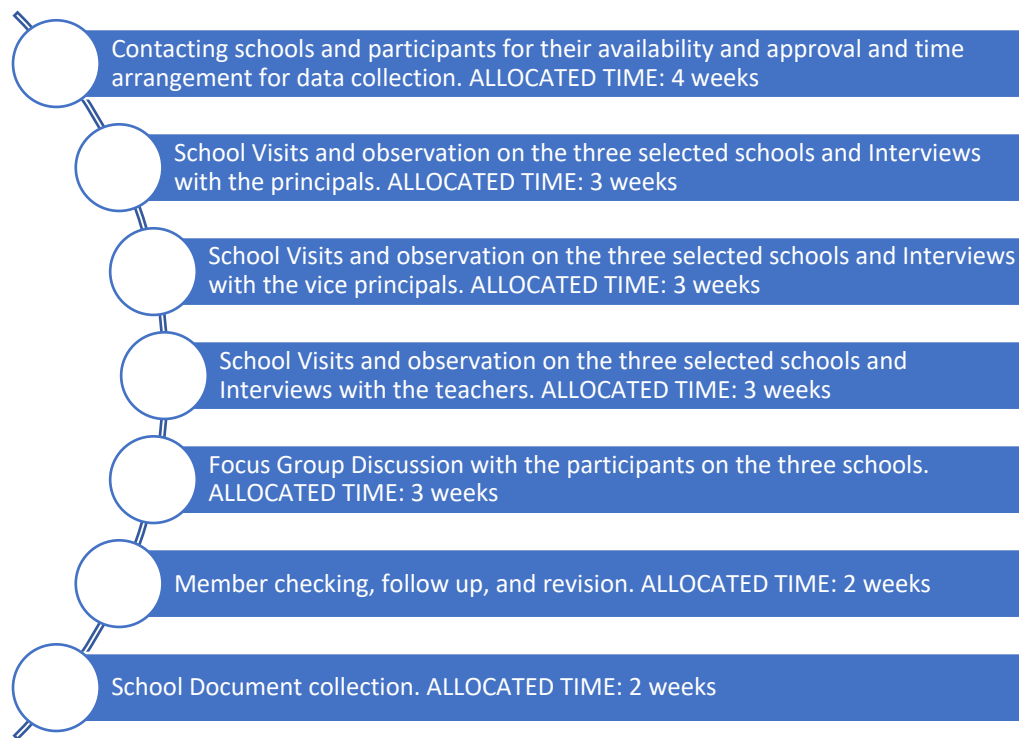 Contacting schools and participants for their availability and approval and time
arrangement for data collection. ALLOCATED TIME: 4 weeks
School Visits and observation on the three selected schools and Interviews
with the principals. ALLOCATED TIME: 3 weeks
School Visits and observation on the three selected schools and Interviews
with the vice principals. ALLOCATED TIME: 3 weeks
School Visits and observation on the three selected schools and
Interviews with the teachers. ALLOCATED TIME: 3 weeks
Focus Group Discussion with the participants on the three schools.
ALLOCATED TIME: 3 weeks
Member checking, follow up, and revision. ALLOCATED TIME: 2 weeks
School Document collection. ALLOCATED TIME: 2 weeks